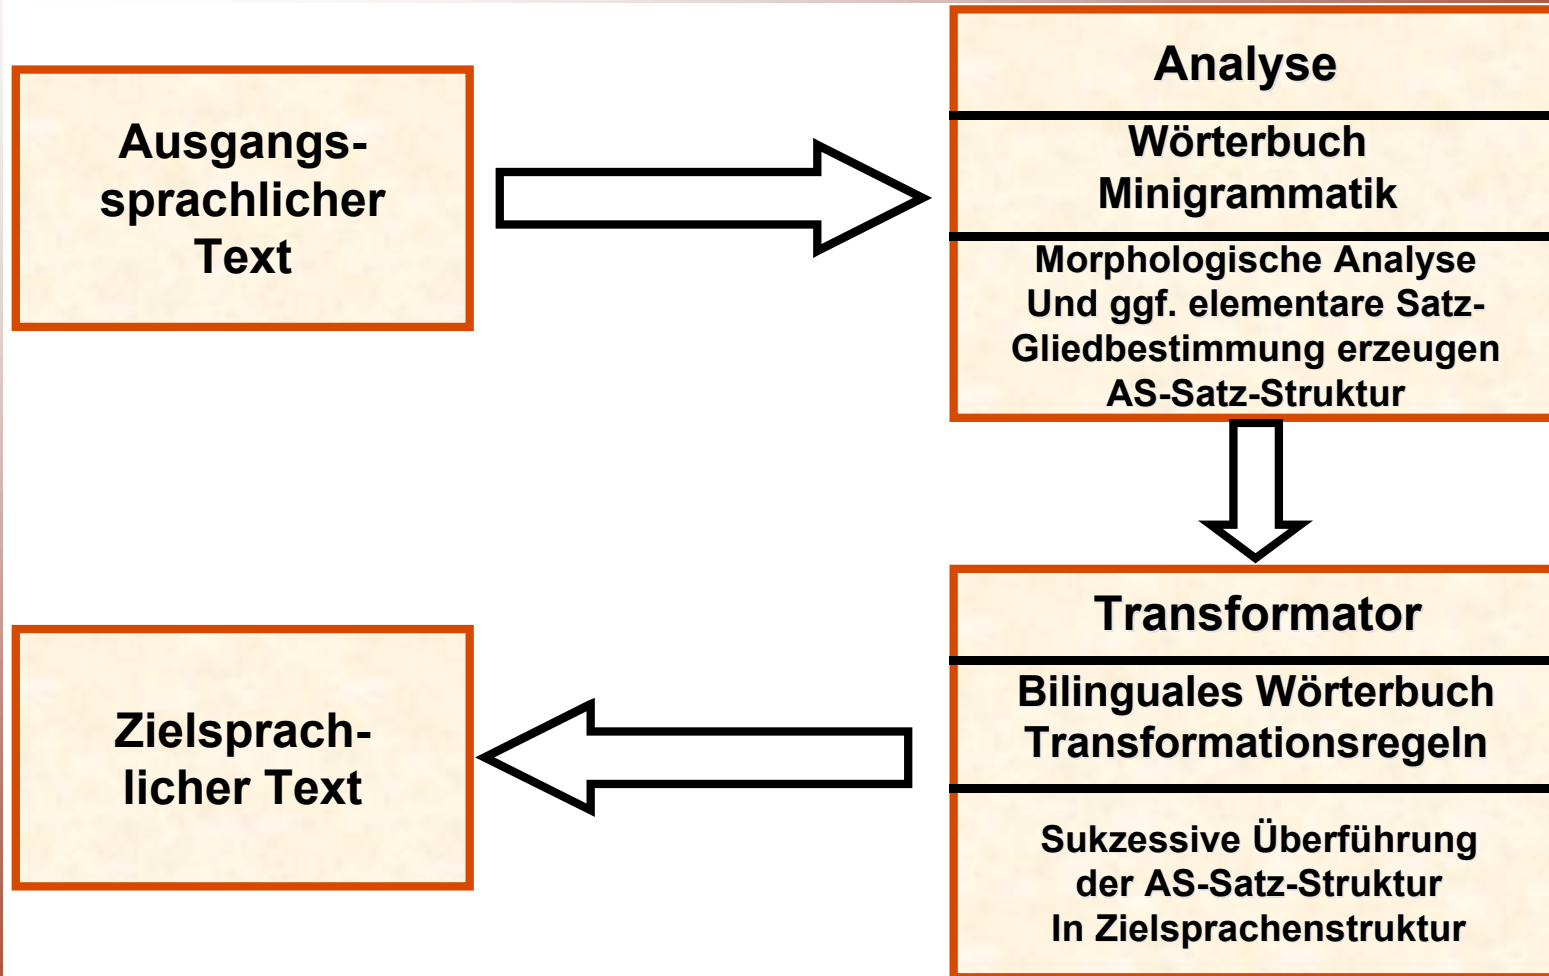 Ausgangs-
sprachlicher
Text
Analyse
Wörterbuch
Minigrammatik
Morphologische Analyse
Und ggf. elementare Satz-
Gliedbestimmung erzeugen
AS-Satz-Struktur
Transformator
Bilinguales Wörterbuch
Transformationsregeln
Sukzessive Überführung
der AS-Satz-Struktur
In Zielsprachenstruktur
Zielsprach-
licher Text